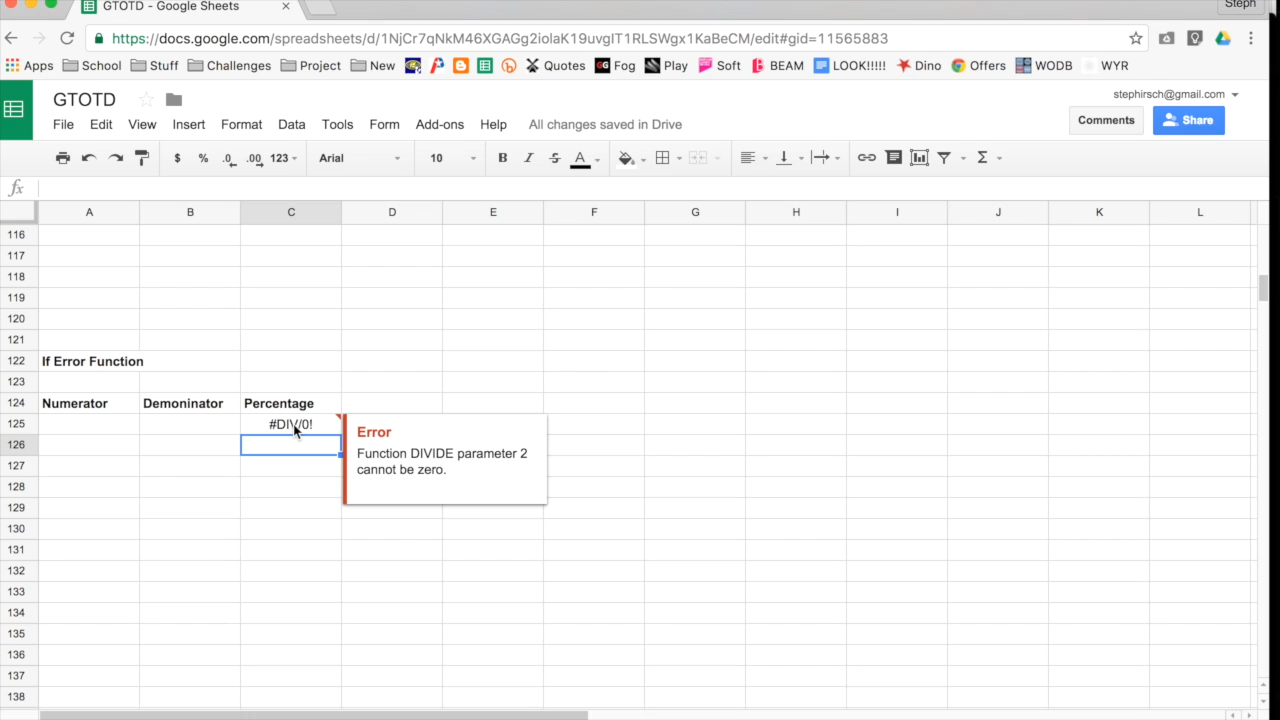 GTOTD - Google Sheets × Steph
https://docs.google.com/spreadsheets/d/1NjCr7qNkM46XGAGg2iolaK19uvgIT1RLSWgx1KaBeCM/edit#gid=11565883
Apps School Stuff Challenges Project New Quotes GG Fog Play Soft BEAM LOOK!!!!! Dino Offers WODB WYR
GTOTD
stephirsch@gmail.com
File Edit View Insert Format Data Tools Form Add-ons Help All changes saved in Drive
Comments Share
$ % .0 .00 123 Arial 10 B I S A Σ
fx
A B C D E F G H I J K L
116
117
118
119
120
121
122 If Error Function
123
124 Numerator Demoninator Percentage
125 #DIV/0!
Error
126
Function DIVIDE parameter 2
cannot be zero.
127
128
129
130
131
132
133
134
135
136
137
138